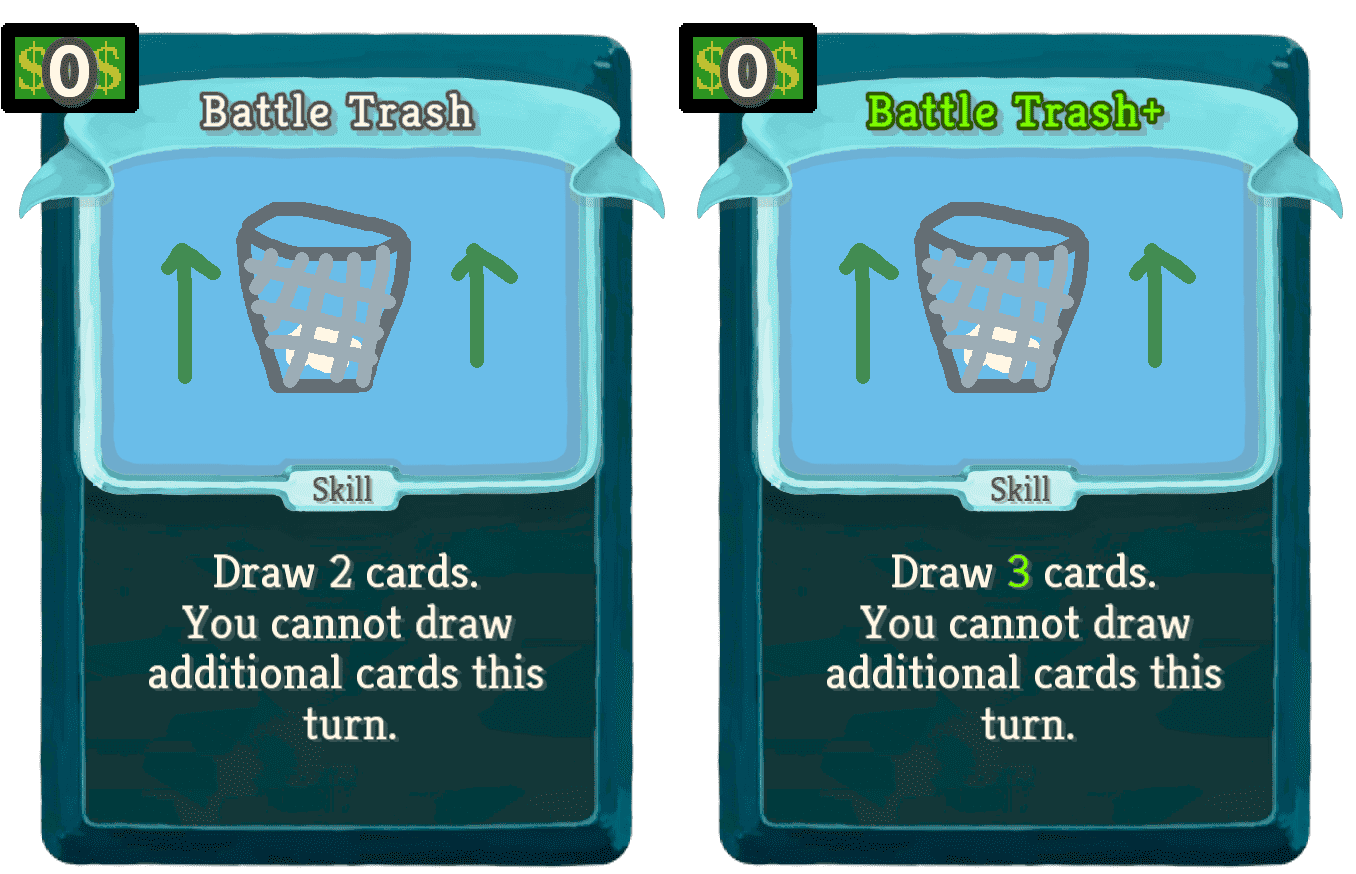 $0$
Battle Trash
Skill
Draw 2 cards.
You cannot draw
additional cards this
turn.
$0$
Battle Trash+
Skill
Draw 3 cards.
You cannot draw
additional cards this
turn.